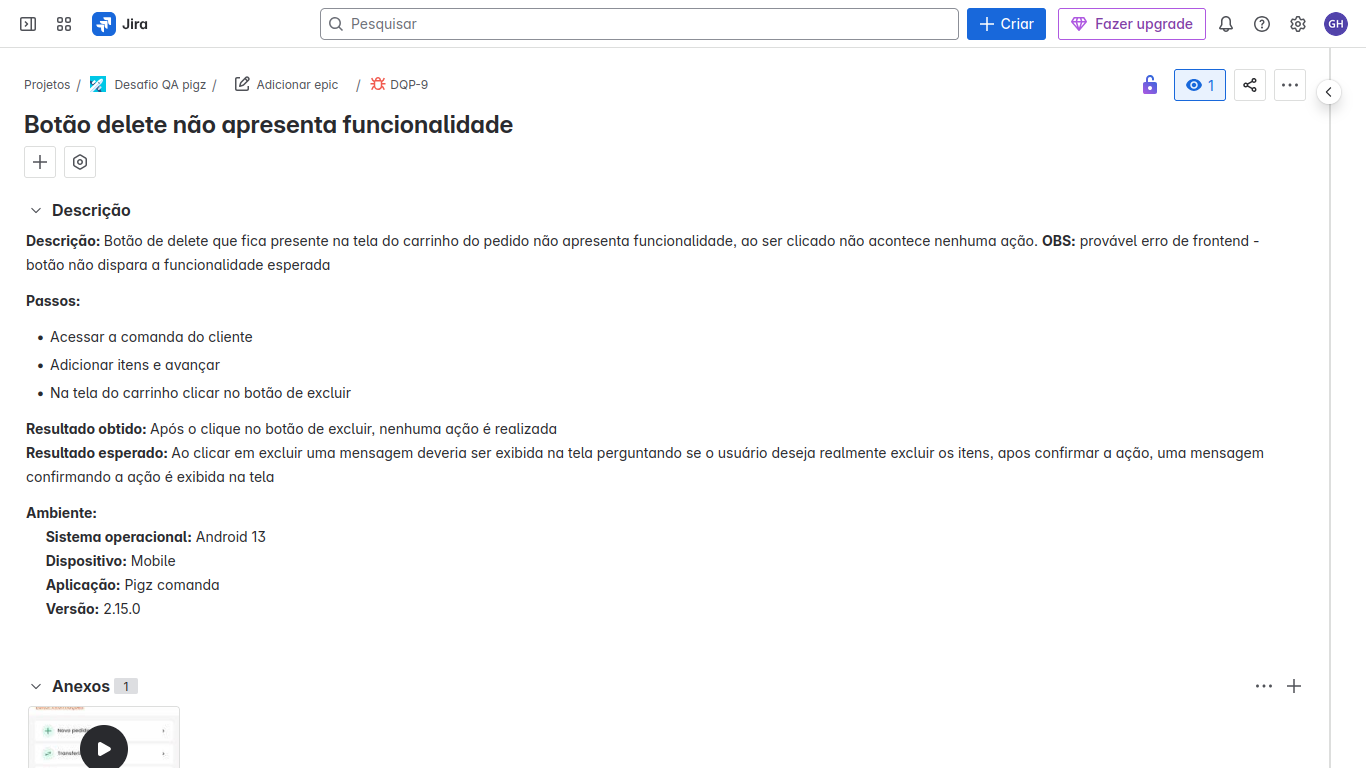 Jira
Pesquisar
Criar
Fazer upgrade
GH
Projetos / Desafio QA pigz / Adicionar epic / DQP-9
1
Botão delete não apresenta funcionalidade
Descrição
Descrição: Botão de delete que fica presente na tela do carrinho do pedido não apresenta funcionalidade, ao ser clicado não acontece nenhuma ação. OBS: provável erro de frontend -
botão não dispara a funcionalidade esperada
Passos:
• Acessar a comanda do cliente
• Adicionar itens e avançar
• Na tela do carrinho clicar no botão de excluir
Resultado obtido: Após o clique no botão de excluir, nenhuma ação é realizada
Resultado esperado: Ao clicar em excluir uma mensagem deveria ser exibida na tela perguntando se o usuário deseja realmente excluir os itens, apos confirmar a ação, uma mensagem
confirmando a ação é exibida na tela
Ambiente:
Sistema operacional: Android 13
Dispositivo: Mobile
Aplicação: Pigz comanda
Versão: 2.15.0
Anexos 1
Novo